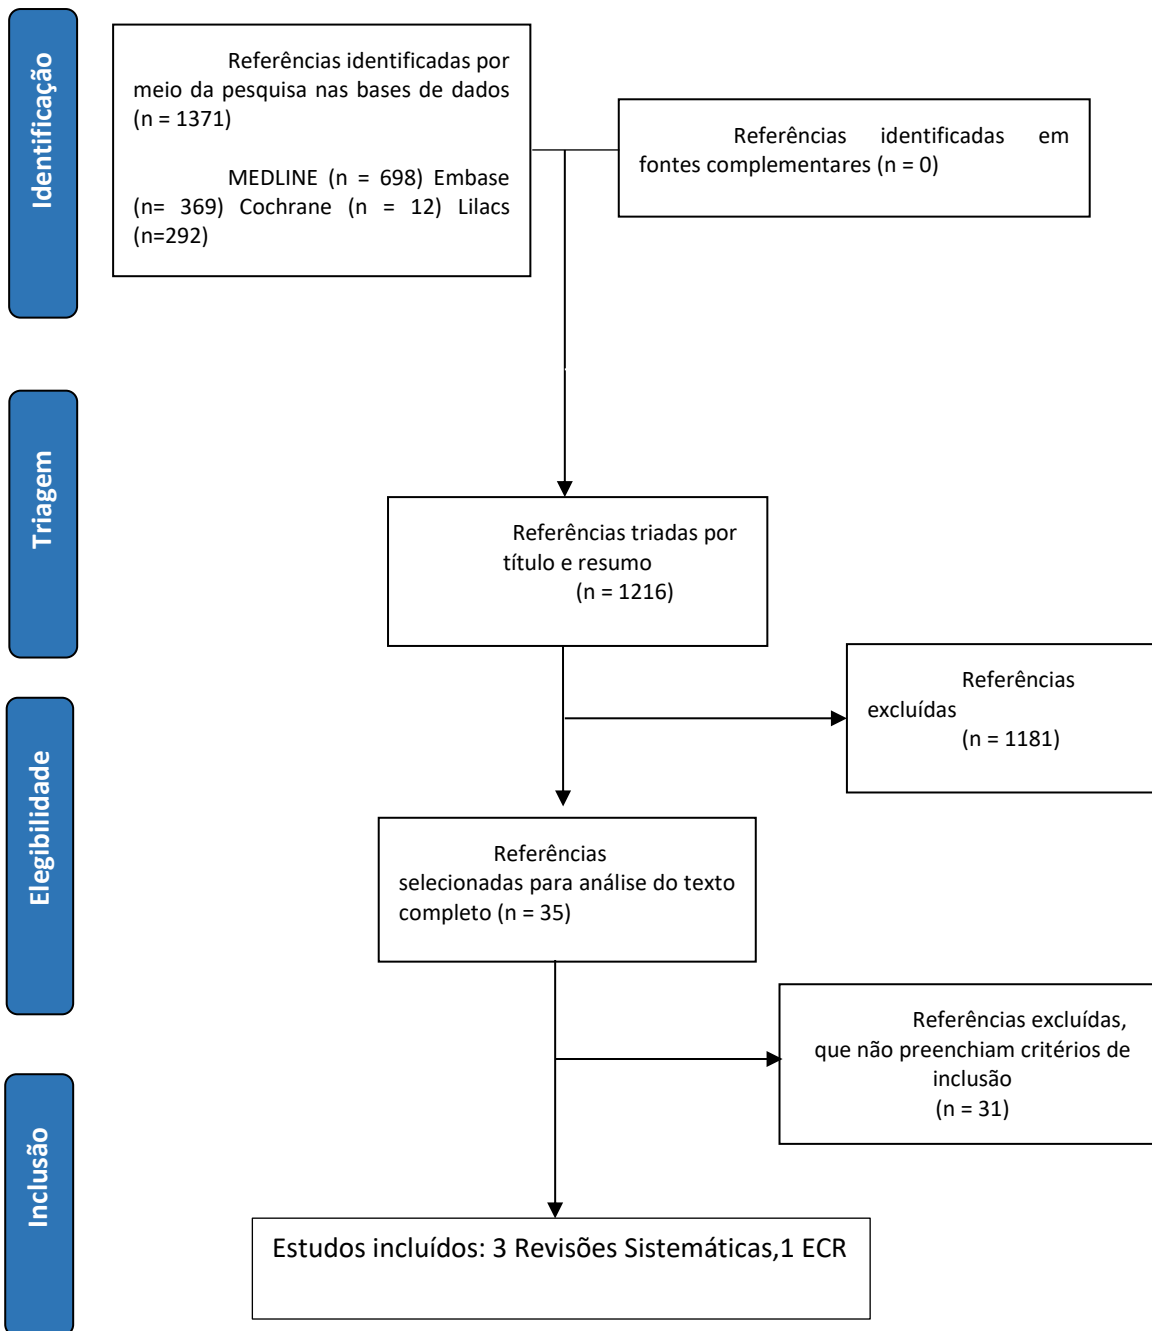 Identificação
Referências identificadas por
meio da pesquisa nas bases de dados
(n = 1371)
MEDLINE (n = 698) Embase
(n= 369) Cochrane (n = 12) Lilacs
(n=292)
Referências identificadas em
fontes complementares (n = 0)
Triagem
Referências triadas por
título e resumo
(n = 1216)
Referências
excluídas
(n = 1181)
Elegibilidade
Referências
selecionadas para análise do texto
completo (n = 35)
Referências excluídas,
que não preenchiam critérios de
inclusão
(n = 31)
Inclusão
Estudos incluídos: 3 Revisões Sistemáticas,1 ECR